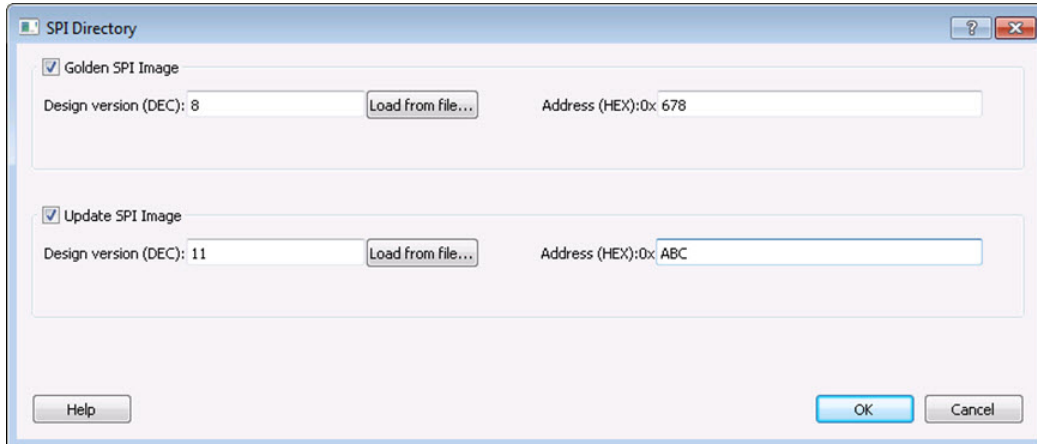 SPI Directory
Golden SPI Image
Design version (DEC): 8 Load from file... Address (HEX):0x 678
Update SPI Image
Design version (DEC): 11 Load from file... Address (HEX):0x ABC
Help OK Cancel